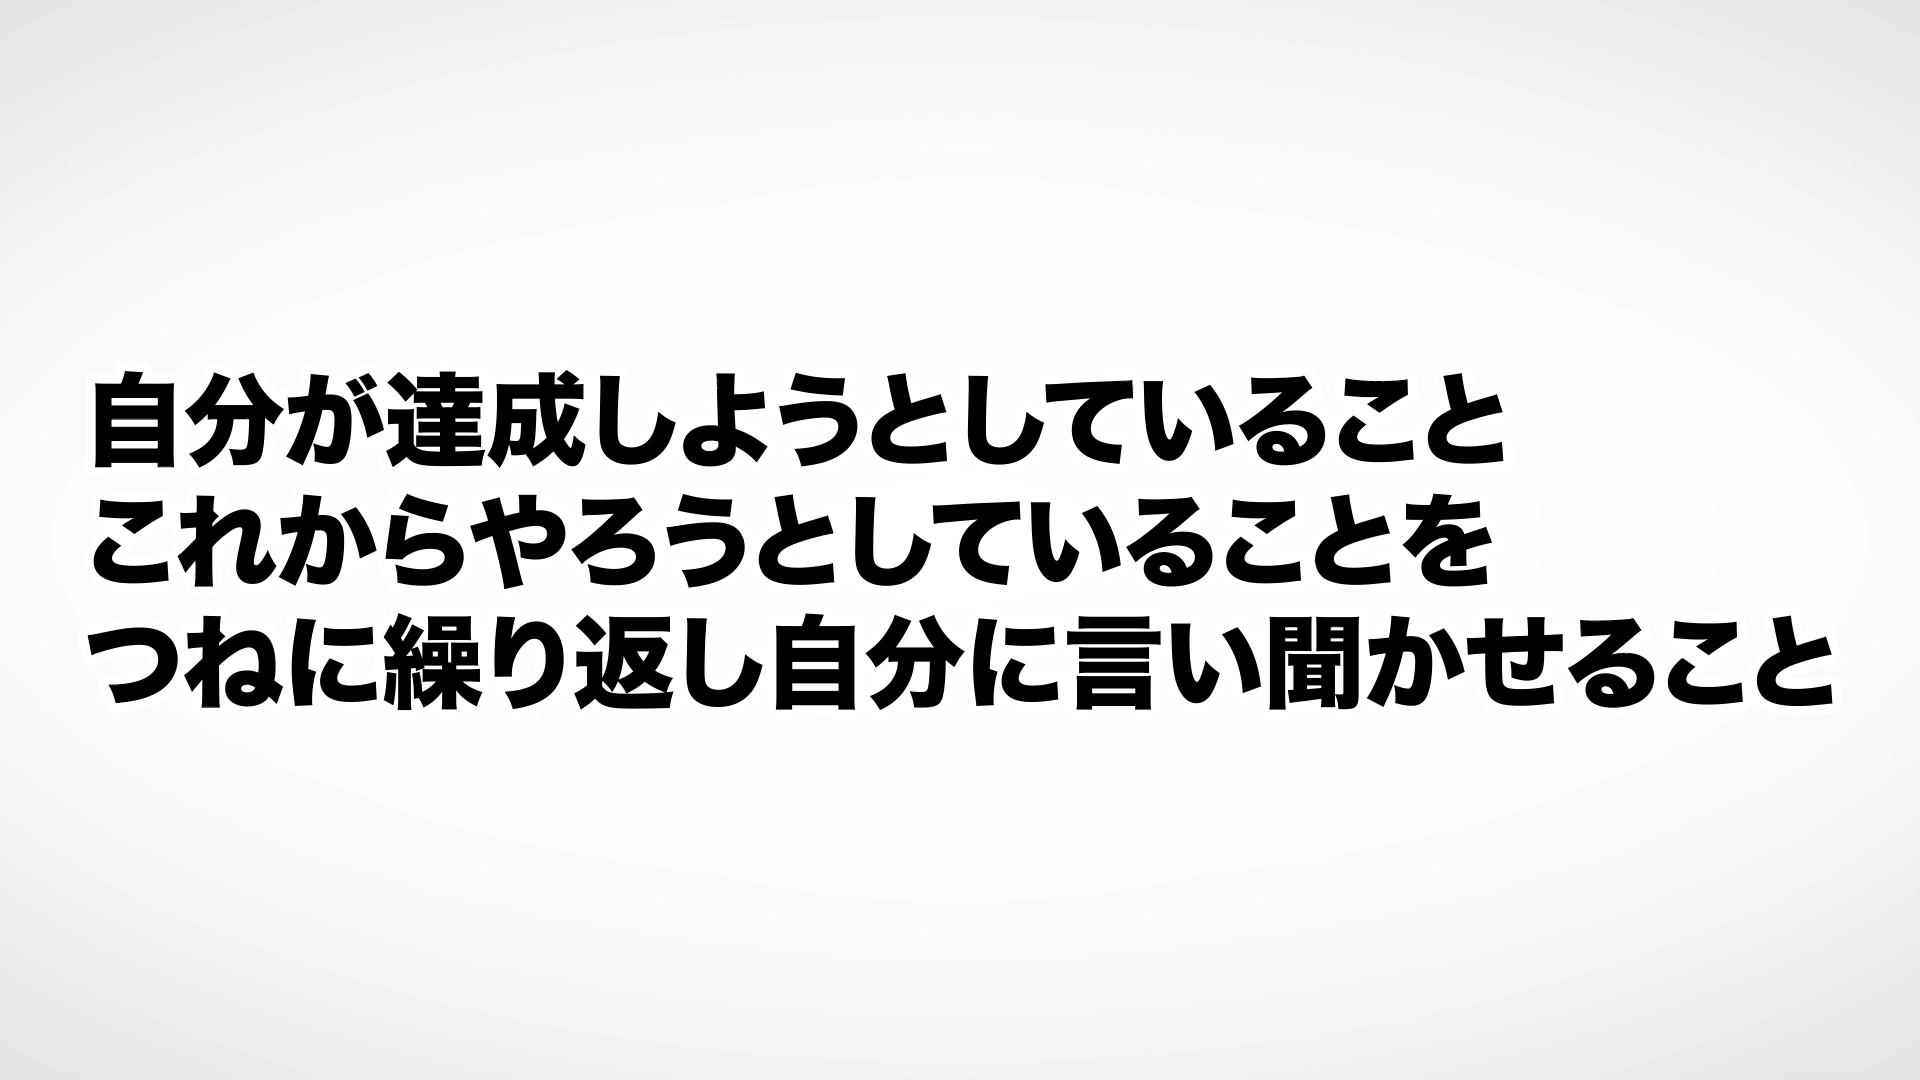 自分が達成しようとしていること
これからやろうとしていることを
つねに繰り返し自分に言い聞かせること